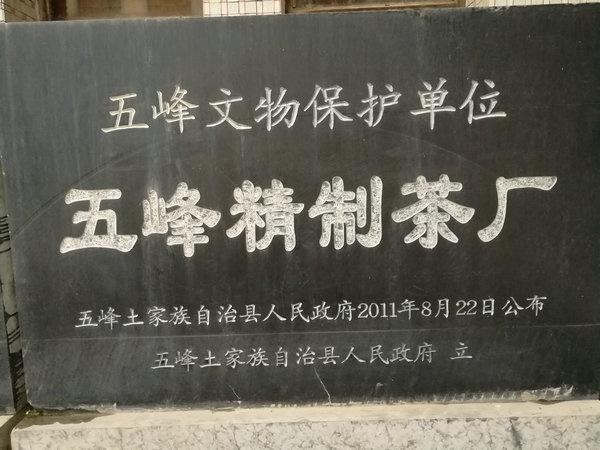 五峰文物保护单位
五峰精制茶厂
五峰土家族自治县人民政府2011年8月22日公布
五峰土家族自治县人民政府 立